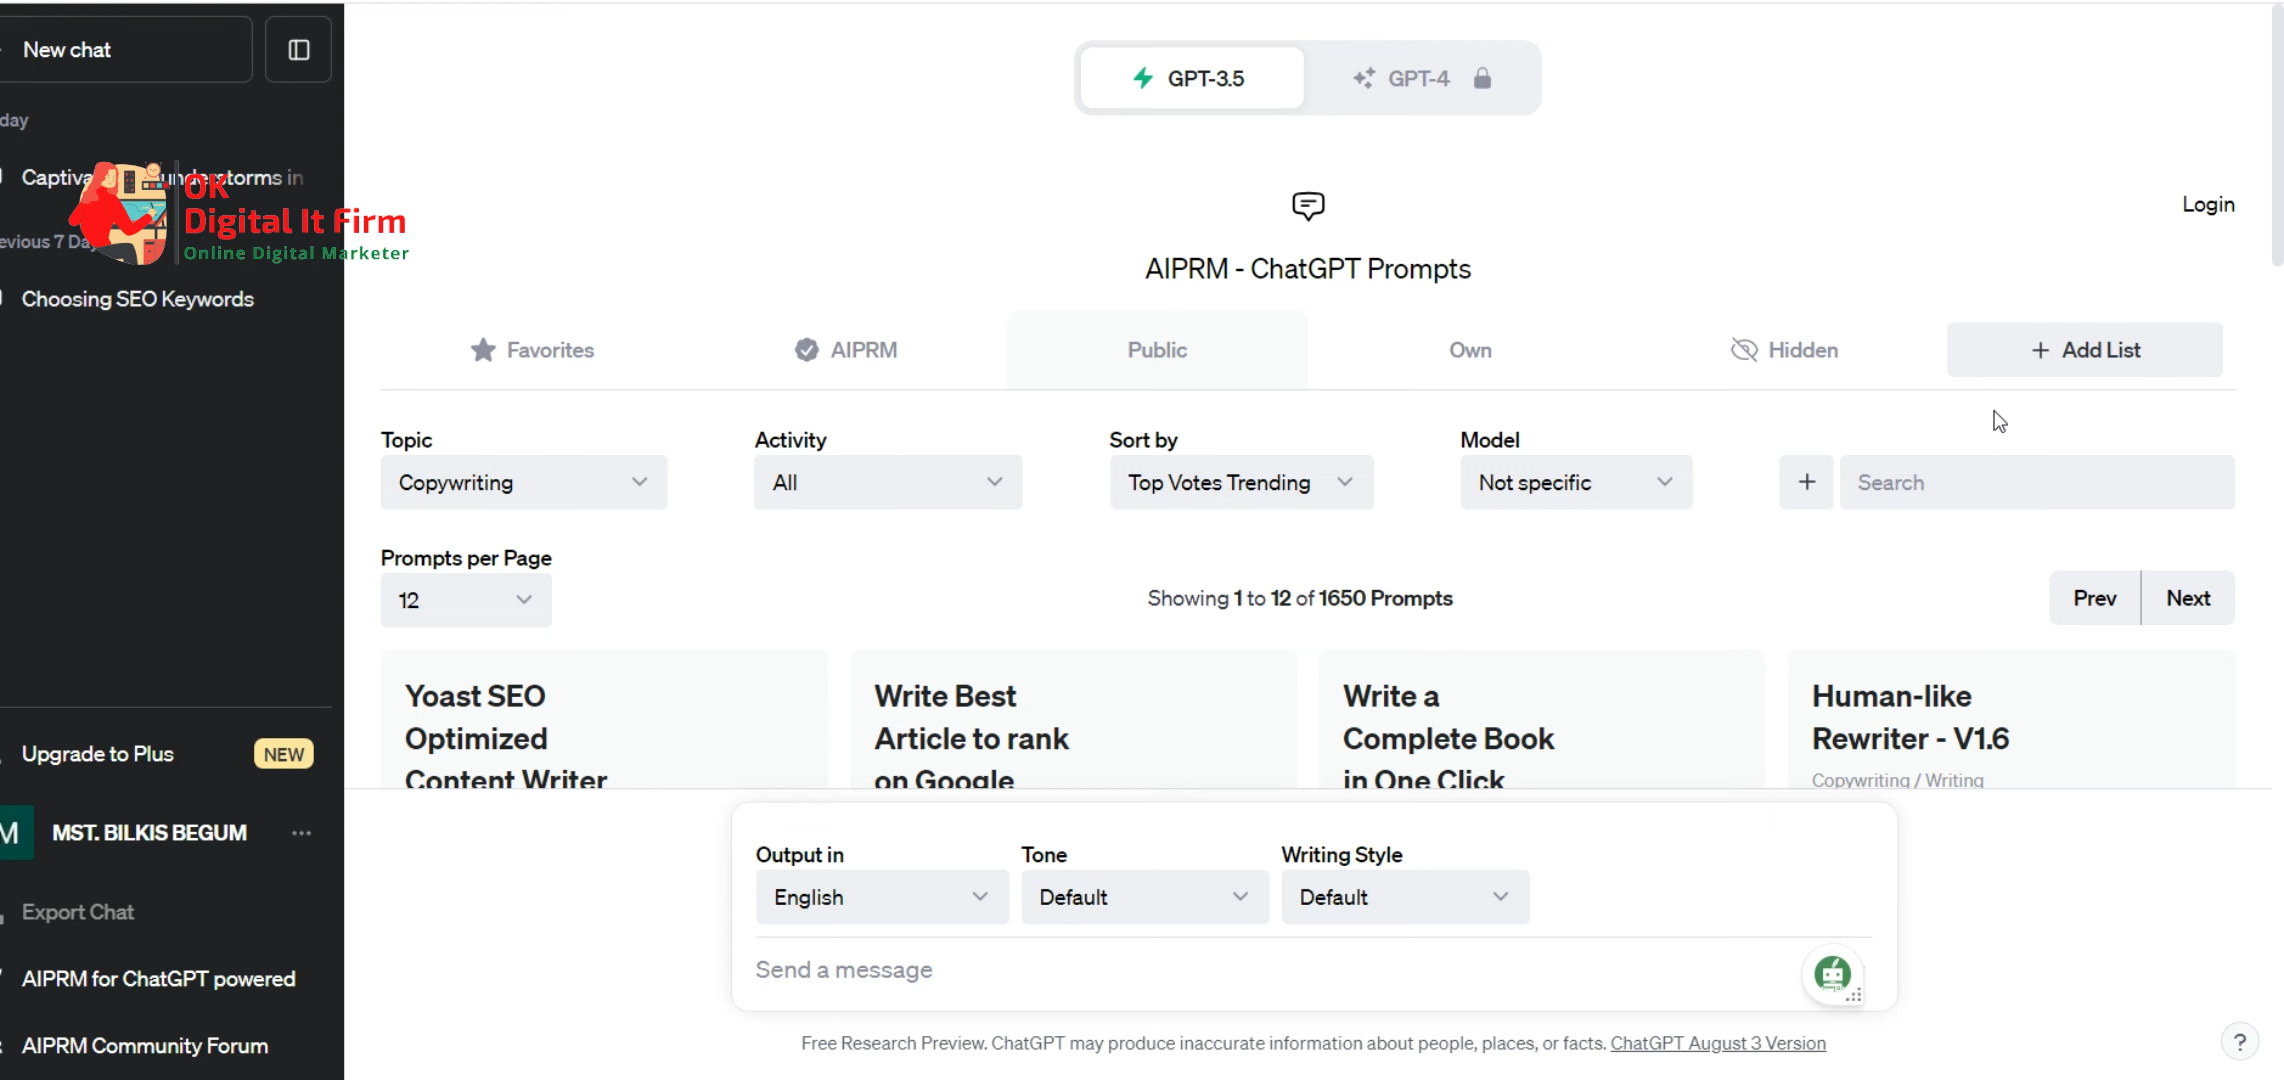 New chat
day
Captiva understorms in
OK
Digital It Firm
Online Digital Marketer
evious 7 Da
Choosing SEO Keywords
Upgrade to Plus NEW
M MST. BILKIS BEGUM
Export Chat
AIPRM for ChatGPT powered
AIPRM Community Forum
GPT-3.5 GPT-4
Login
AIPRM - ChatGPT Prompts
Favorites AIPRM Public Own Hidden + Add List
Topic Activity Sort by Model
Copywriting All Top Votes Trending Not specific + Search
Prompts per Page
12 Showing 1 to 12 of 1650 Prompts Prev Next
Yoast SEO
Optimized
Content Writer
Write Best
Article to rank
on Google
Write a
Complete Book
in One Click
Human-like
Rewriter - V1.6
Copywriting / Writing
Output in Tone Writing Style
English Default Default
Send a message
Free Research Preview. ChatGPT may produce inaccurate information about people, places, or facts. ChatGPT August 3 Version
?